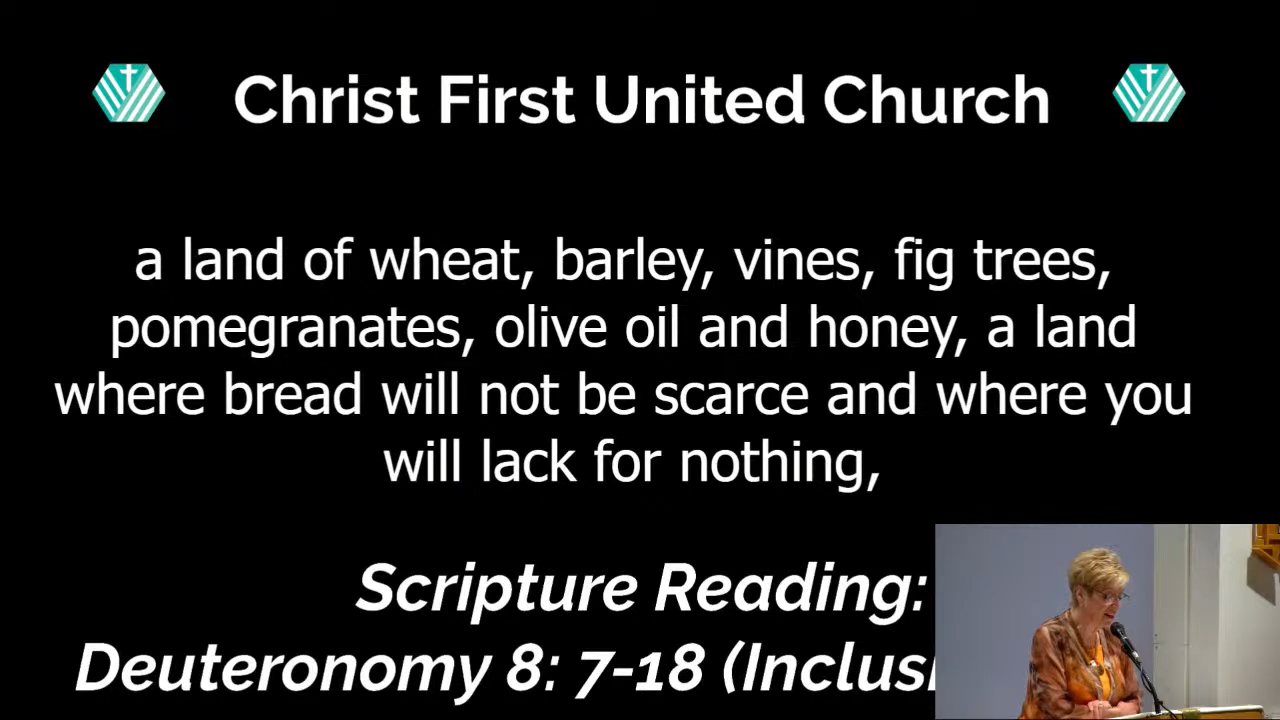 Christ First United Church
a land of wheat, barley, vines, fig trees,
pomegranates, olive oil and honey, a land
where bread will not be scarce and where you
will lack for nothing,
Scripture Reading:
Deuteronomy 8: 7-18